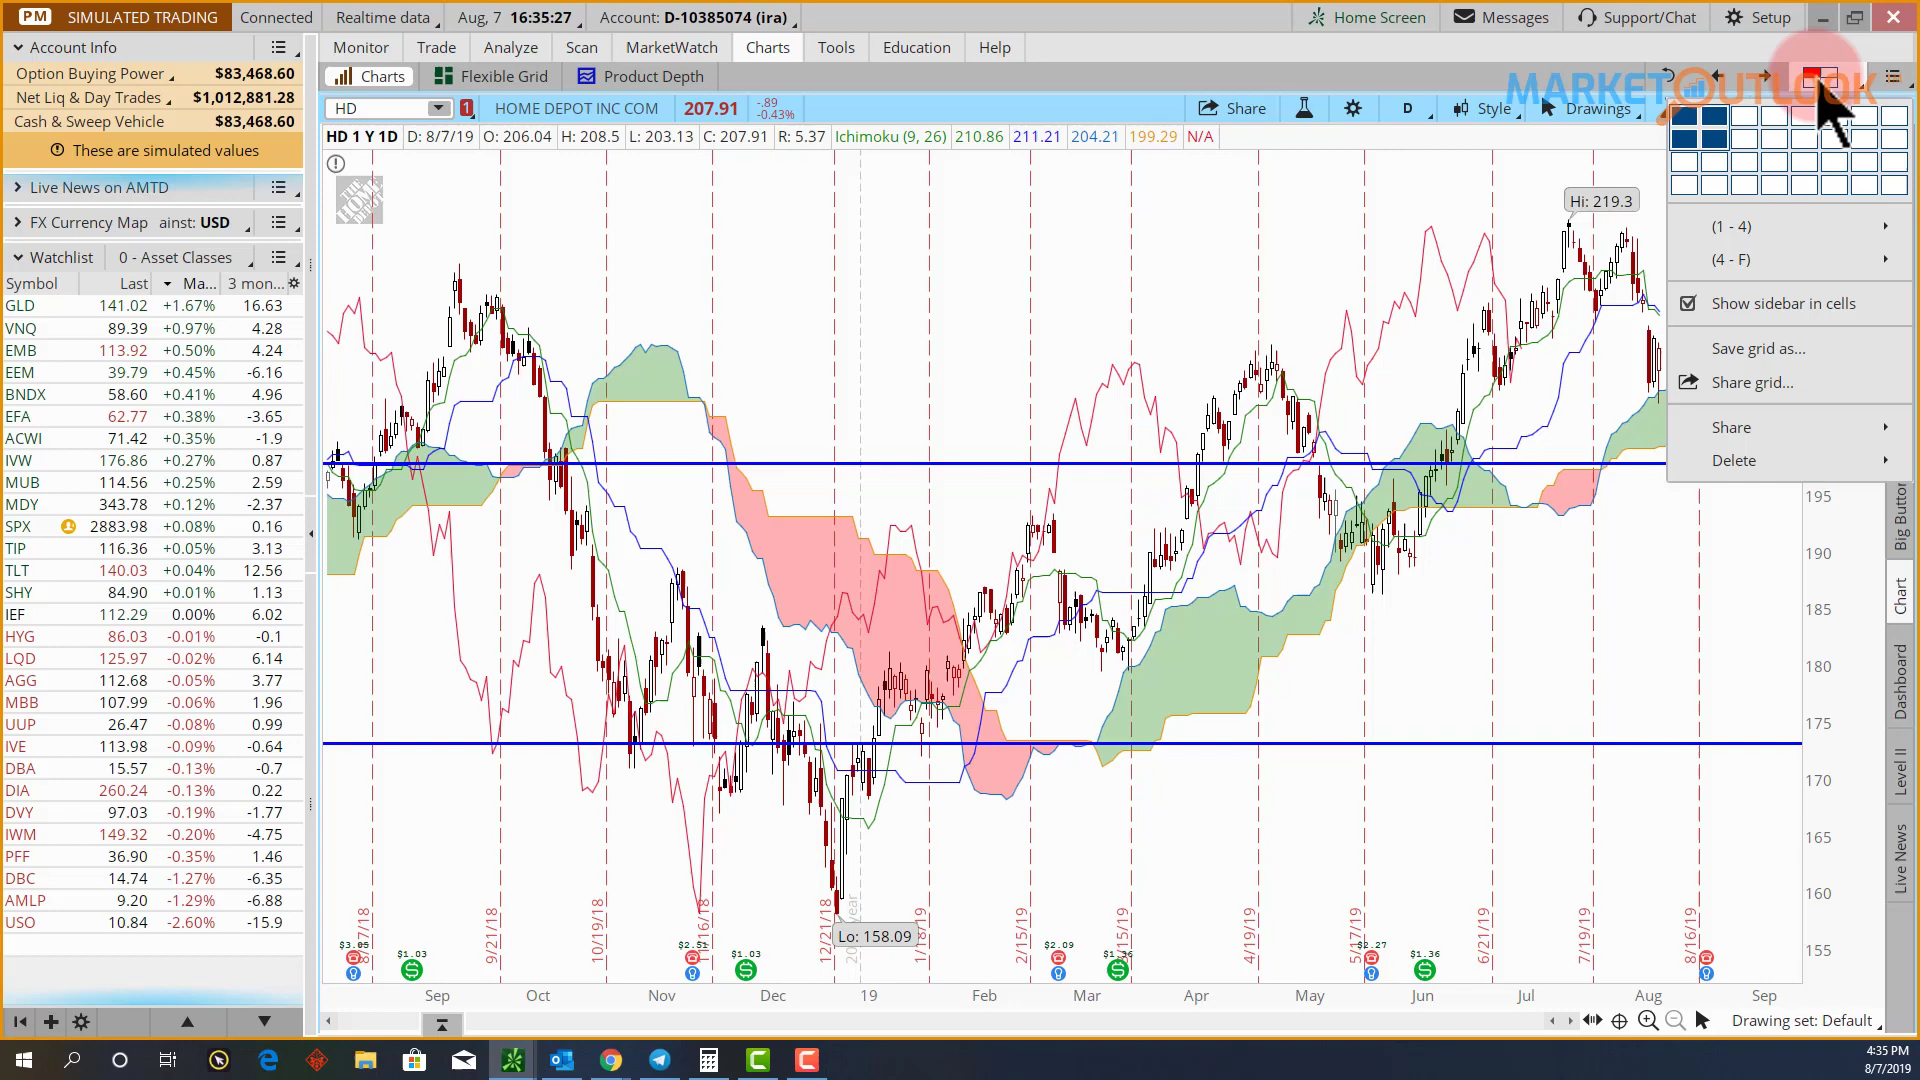 PM SIMULATED TRADING Connected Realtime data Aug, 7 16:35:27 Account: D-10385074 (ira) Home Screen Messages Support/Chat Setup
Account Info
Option Buying Power $83,468.60
Net Liq & Day Trades $1,012,881.28
Cash & Sweep Vehicle $83,468.60
These are simulated values
Live News on AMTD
FX Currency Map ainst: USD
Watchlist 0 - Asset Classes
Symbol Last Ma... 3 mon...
GLD 141.02 +1.67% 16.63
VNQ 89.39 +0.97% 4.28
EMB 113.92 +0.50% 4.24
EEM 39.79 +0.45% -6.16
BNDX 58.60 +0.41% 4.96
EFA 62.77 +0.38% -3.65
ACWI 71.42 +0.35% -1.9
IVW 176.86 +0.27% 0.87
MUB 114.56 +0.25% 2.59
MDY 343.78 +0.12% -2.37
SPX 2883.98 +0.08% 0.16
TIP 116.36 +0.05% 3.13
TLT 140.03 +0.04% 12.56
SHY 84.90 +0.01% 1.13
IEF 112.29 0.00% 6.02
HYG 86.03 -0.01% -0.1
LQD 125.97 -0.02% 6.14
AGG 112.68 -0.05% 3.77
MBB 107.99 -0.06% 1.96
UUP 26.47 -0.08% 0.99
IVE 113.98 -0.09% -0.64
DBA 15.57 -0.13% -0.7
DIA 260.24 -0.13% 0.22
DVY 97.03 -0.19% -1.77
IWM 149.32 -0.20% -4.75
PFF 36.90 -0.35% 1.46
DBC 14.74 -1.27% -6.35
AMLP 9.20 -1.29% -6.88
USO 10.84 -2.60% -15.9
Monitor Trade Analyze Scan MarketWatch Charts Tools Education Help
Charts Flexible Grid Product Depth
MARKETOUTLOOK
HD 1 HOME DEPOT INC COM 207.91 -.89 -0.43% Share D Style Drawings
HD 1 Y 1D D: 8/7/19 O: 206.04 H: 208.5 L: 203.13 C: 207.91 R: 5.37 Ichimoku (9, 26) 210.86 211.21 204.21 199.29 N/A
THE HOME DEPOT
Hi: 219.3
(1 - 4)
(4 - F)
Show sidebar in cells
Save grid as...
Share grid...
Share
Delete
195
190
185
180
175
170
165
160
155
Lo: 158.09
9/21/18
10/19/18
12/21/18
2/15/19
4/19/19
5/17/19
6/21/19
7/19/19
8/16/19
$1.03 $2.51 $1.03 $2.09 $1.36
Sep Oct Nov Dec 19 Feb Mar Apr May Jun Jul Aug Sep
Drawing set: Default
Chart
Dashboard
Level II
Live News
4:35 PM
8/7/2019